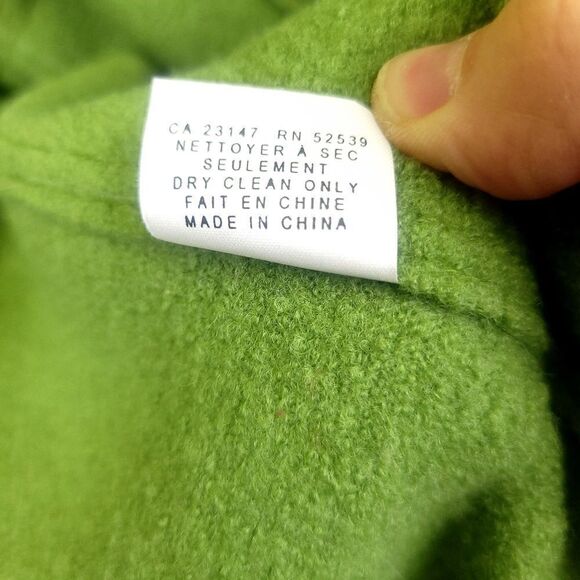 CA 23147 RN 52539
NETTOYER À SEC
SEULEMENT
DRY CLEAN ONLY
FAIT EN CHINE
MADE IN CHINA